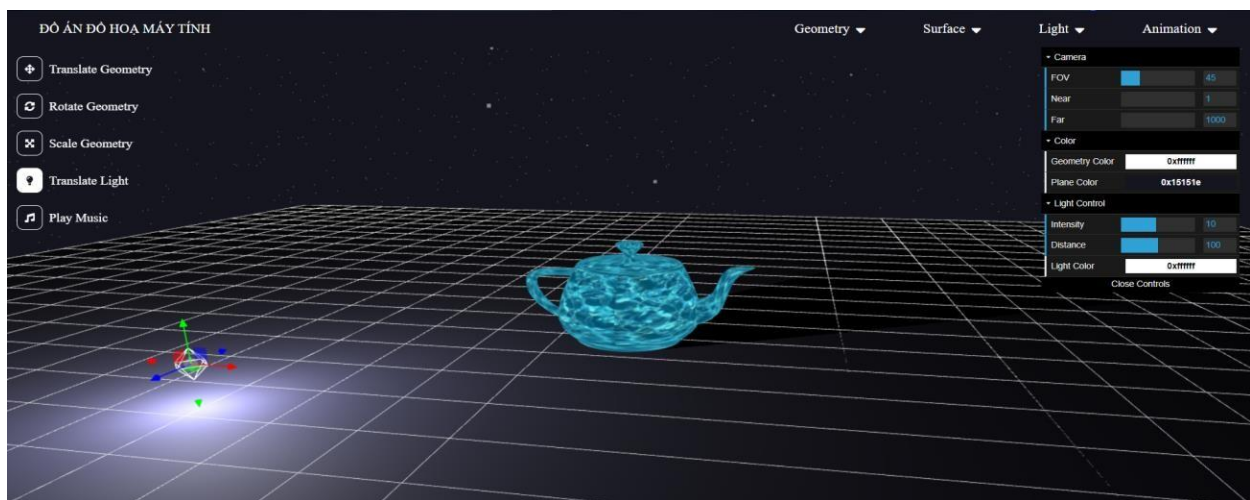 ĐỒ ÁN ĐỒ HOẠ MÁY TÍNH
Geometry Surface Light Animation
Translate Geometry
Rotate Geometry
Scale Geometry
Translate Light
Play Music
Camera
FOV 45
Near 1
Far 1000
Color
Geometry Color 0xffffff
Plane Color 0x15151e
Light Control
Intensity 10
Distance 100
Light Color 0xffffff
Close Controls